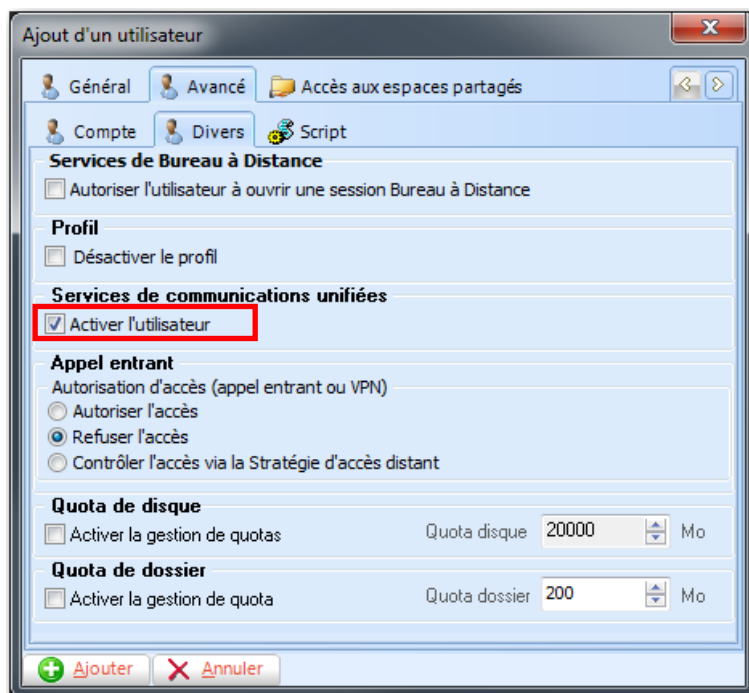 Ajout d'un utilisateur
Général Avancé Accès aux espaces partagés
Compte Divers Script
Services de Bureau à Distance
Autoriser l'utilisateur à ouvrir une session Bureau à Distance
Profil
Désactiver le profil
Services de communications unifiées
Activer l'utilisateur
Appel entrant
Autorisation d'accès (appel entrant ou VPN)
Autoriser l'accès
Refuser l'accès
Contrôler l'accès via la Stratégie d'accès distant
Quota de disque
Activer la gestion de quotas Quota disque 20000 Mo
Quota de dossier
Activer la gestion de quota Quota dossier 200 Mo
Ajouter Annuler